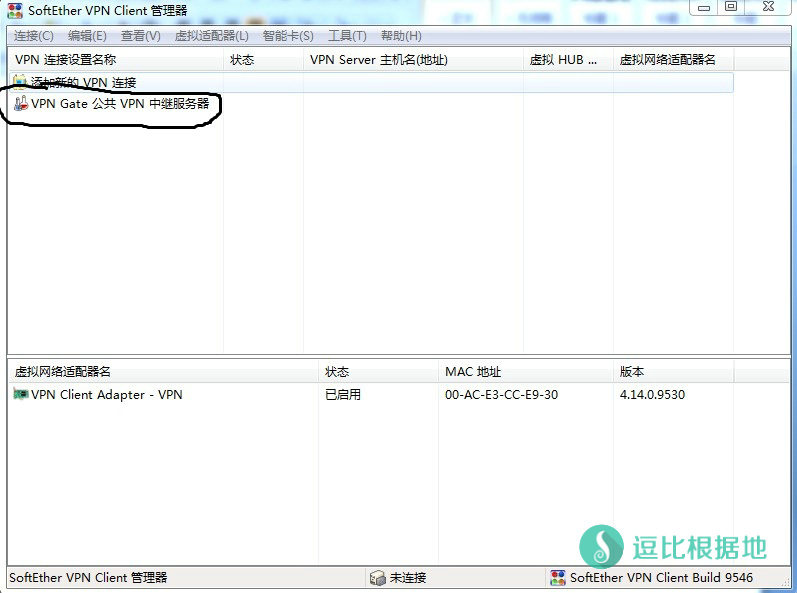 SoftEther VPN Client 管理器
连接(C) 编辑(E) 查看(V) 虚拟适配器(L) 智能卡(S) 工具(T) 帮助(H)
VPN 连接设置名称 状态 VPN Server 主机名(地址) 虚拟 HUB ... 虚拟网络适配器名
添加新的 VPN 连接
VPN Gate 公共 VPN 中继服务器
虚拟网络适配器名 状态 MAC 地址 版本
VPN Client Adapter - VPN 已启用 00-AC-E3-CC-E9-30 4.14.0.9530
逗比根据地
SoftEther VPN Client 管理器 未连接 SoftEther VPN Client Build 9546